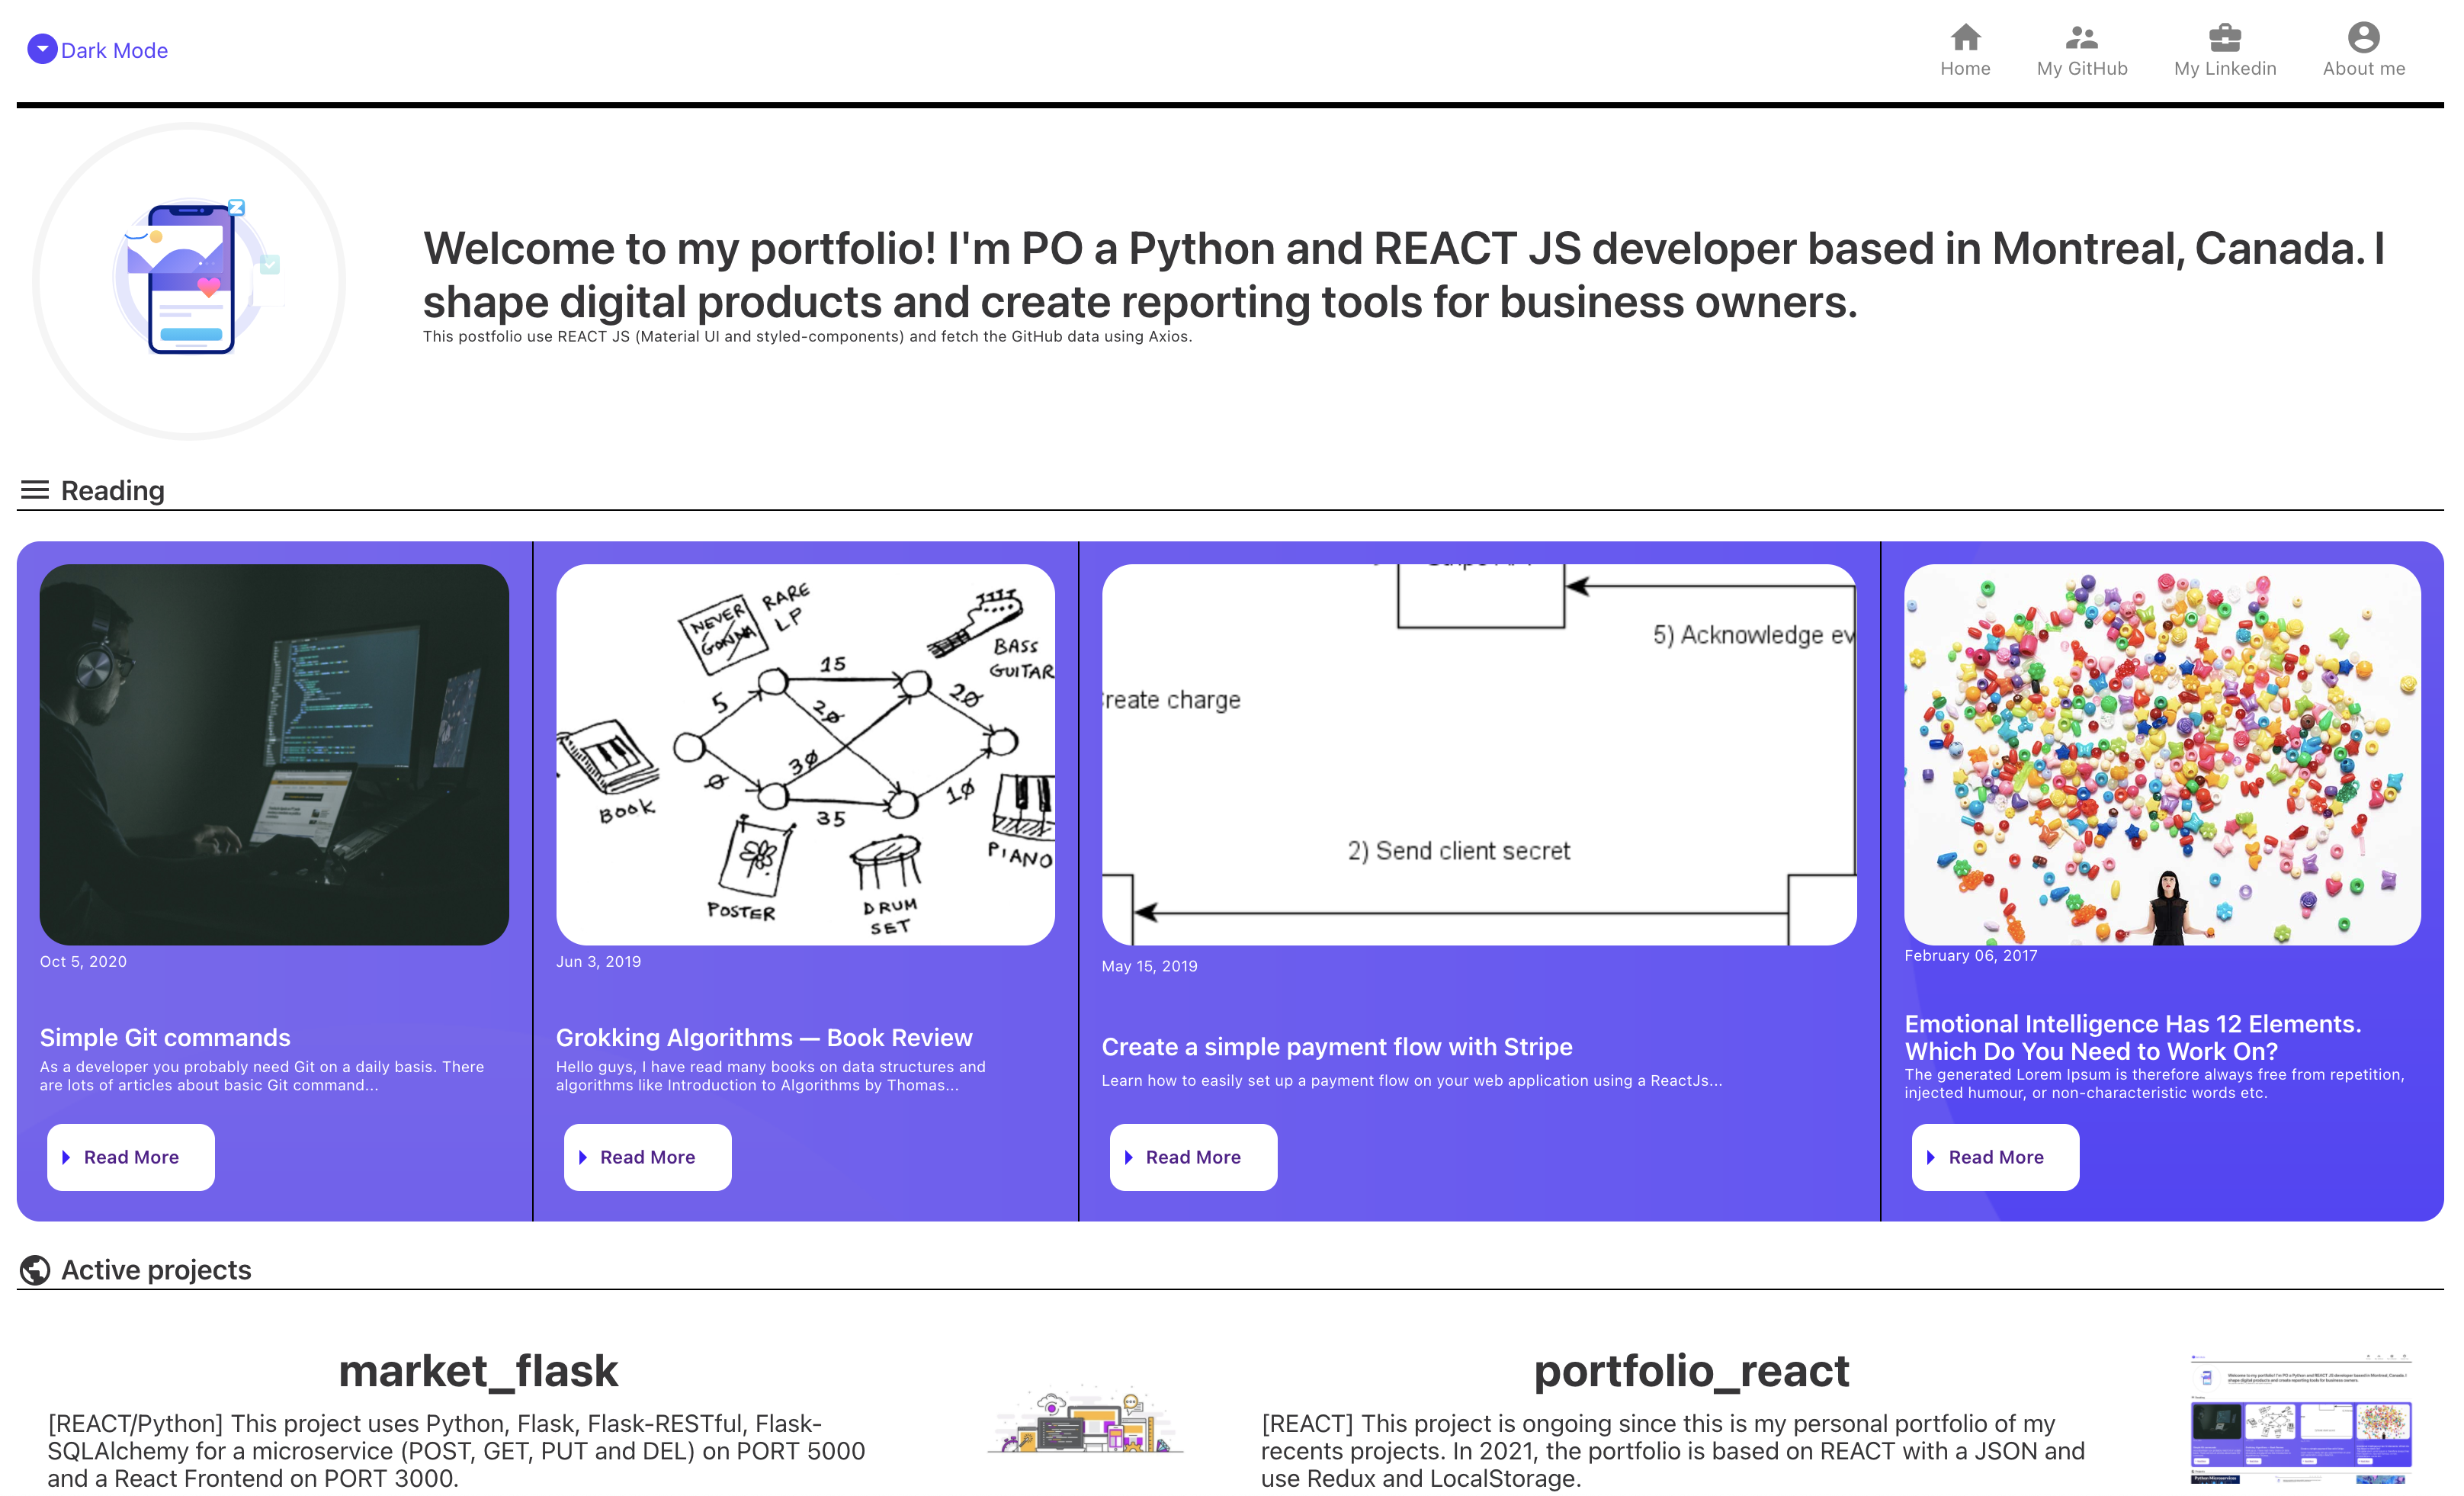 Dark Mode
Home
My GitHub
My Linkedin
About me
Welcome to my portfolio! I'm PO a Python and REACT JS developer based in Montreal, Canada. I
shape digital products and create reporting tools for business owners.
This postfolio use REACT JS (Material UI and styled-components) and fetch the GitHub data using Axios.
Reading
NEVER
GONNA
RARE
LP
BASS
GUITAR
15
5
20
20
30
0
35
10
BOOK
POSTER
DRUM
SET
PIANO
5) Acknowledge ev
reate charge
2) Send client secret
Oct 5, 2020
Simple Git commands
As a developer you probably need Git on a daily basis. There
are lots of articles about basic Git command...
Read More
Jun 3, 2019
Grokking Algorithms — Book Review
Hello guys, I have read many books on data structures and
algorithms like Introduction to Algorithms by Thomas...
Read More
May 15, 2019
Create a simple payment flow with Stripe
Learn how to easily set up a payment flow on your web application using a ReactJs...
Read More
February 06, 2017
Emotional Intelligence Has 12 Elements.
Which Do You Need to Work On?
The generated Lorem Ipsum is therefore always free from repetition,
injected humour, or non-characteristic words etc.
Read More
Active projects
market_flask
[REACT/Python] This project uses Python, Flask, Flask-RESTful, Flask-
SQLAlchemy for a microservice (POST, GET, PUT and DEL) on PORT 5000
and a React Frontend on PORT 3000.
portfolio_react
[REACT] This project is ongoing since this is my personal portfolio of my
recents projects. In 2021, the portfolio is based on REACT with a JSON and
use Redux and LocalStorage.